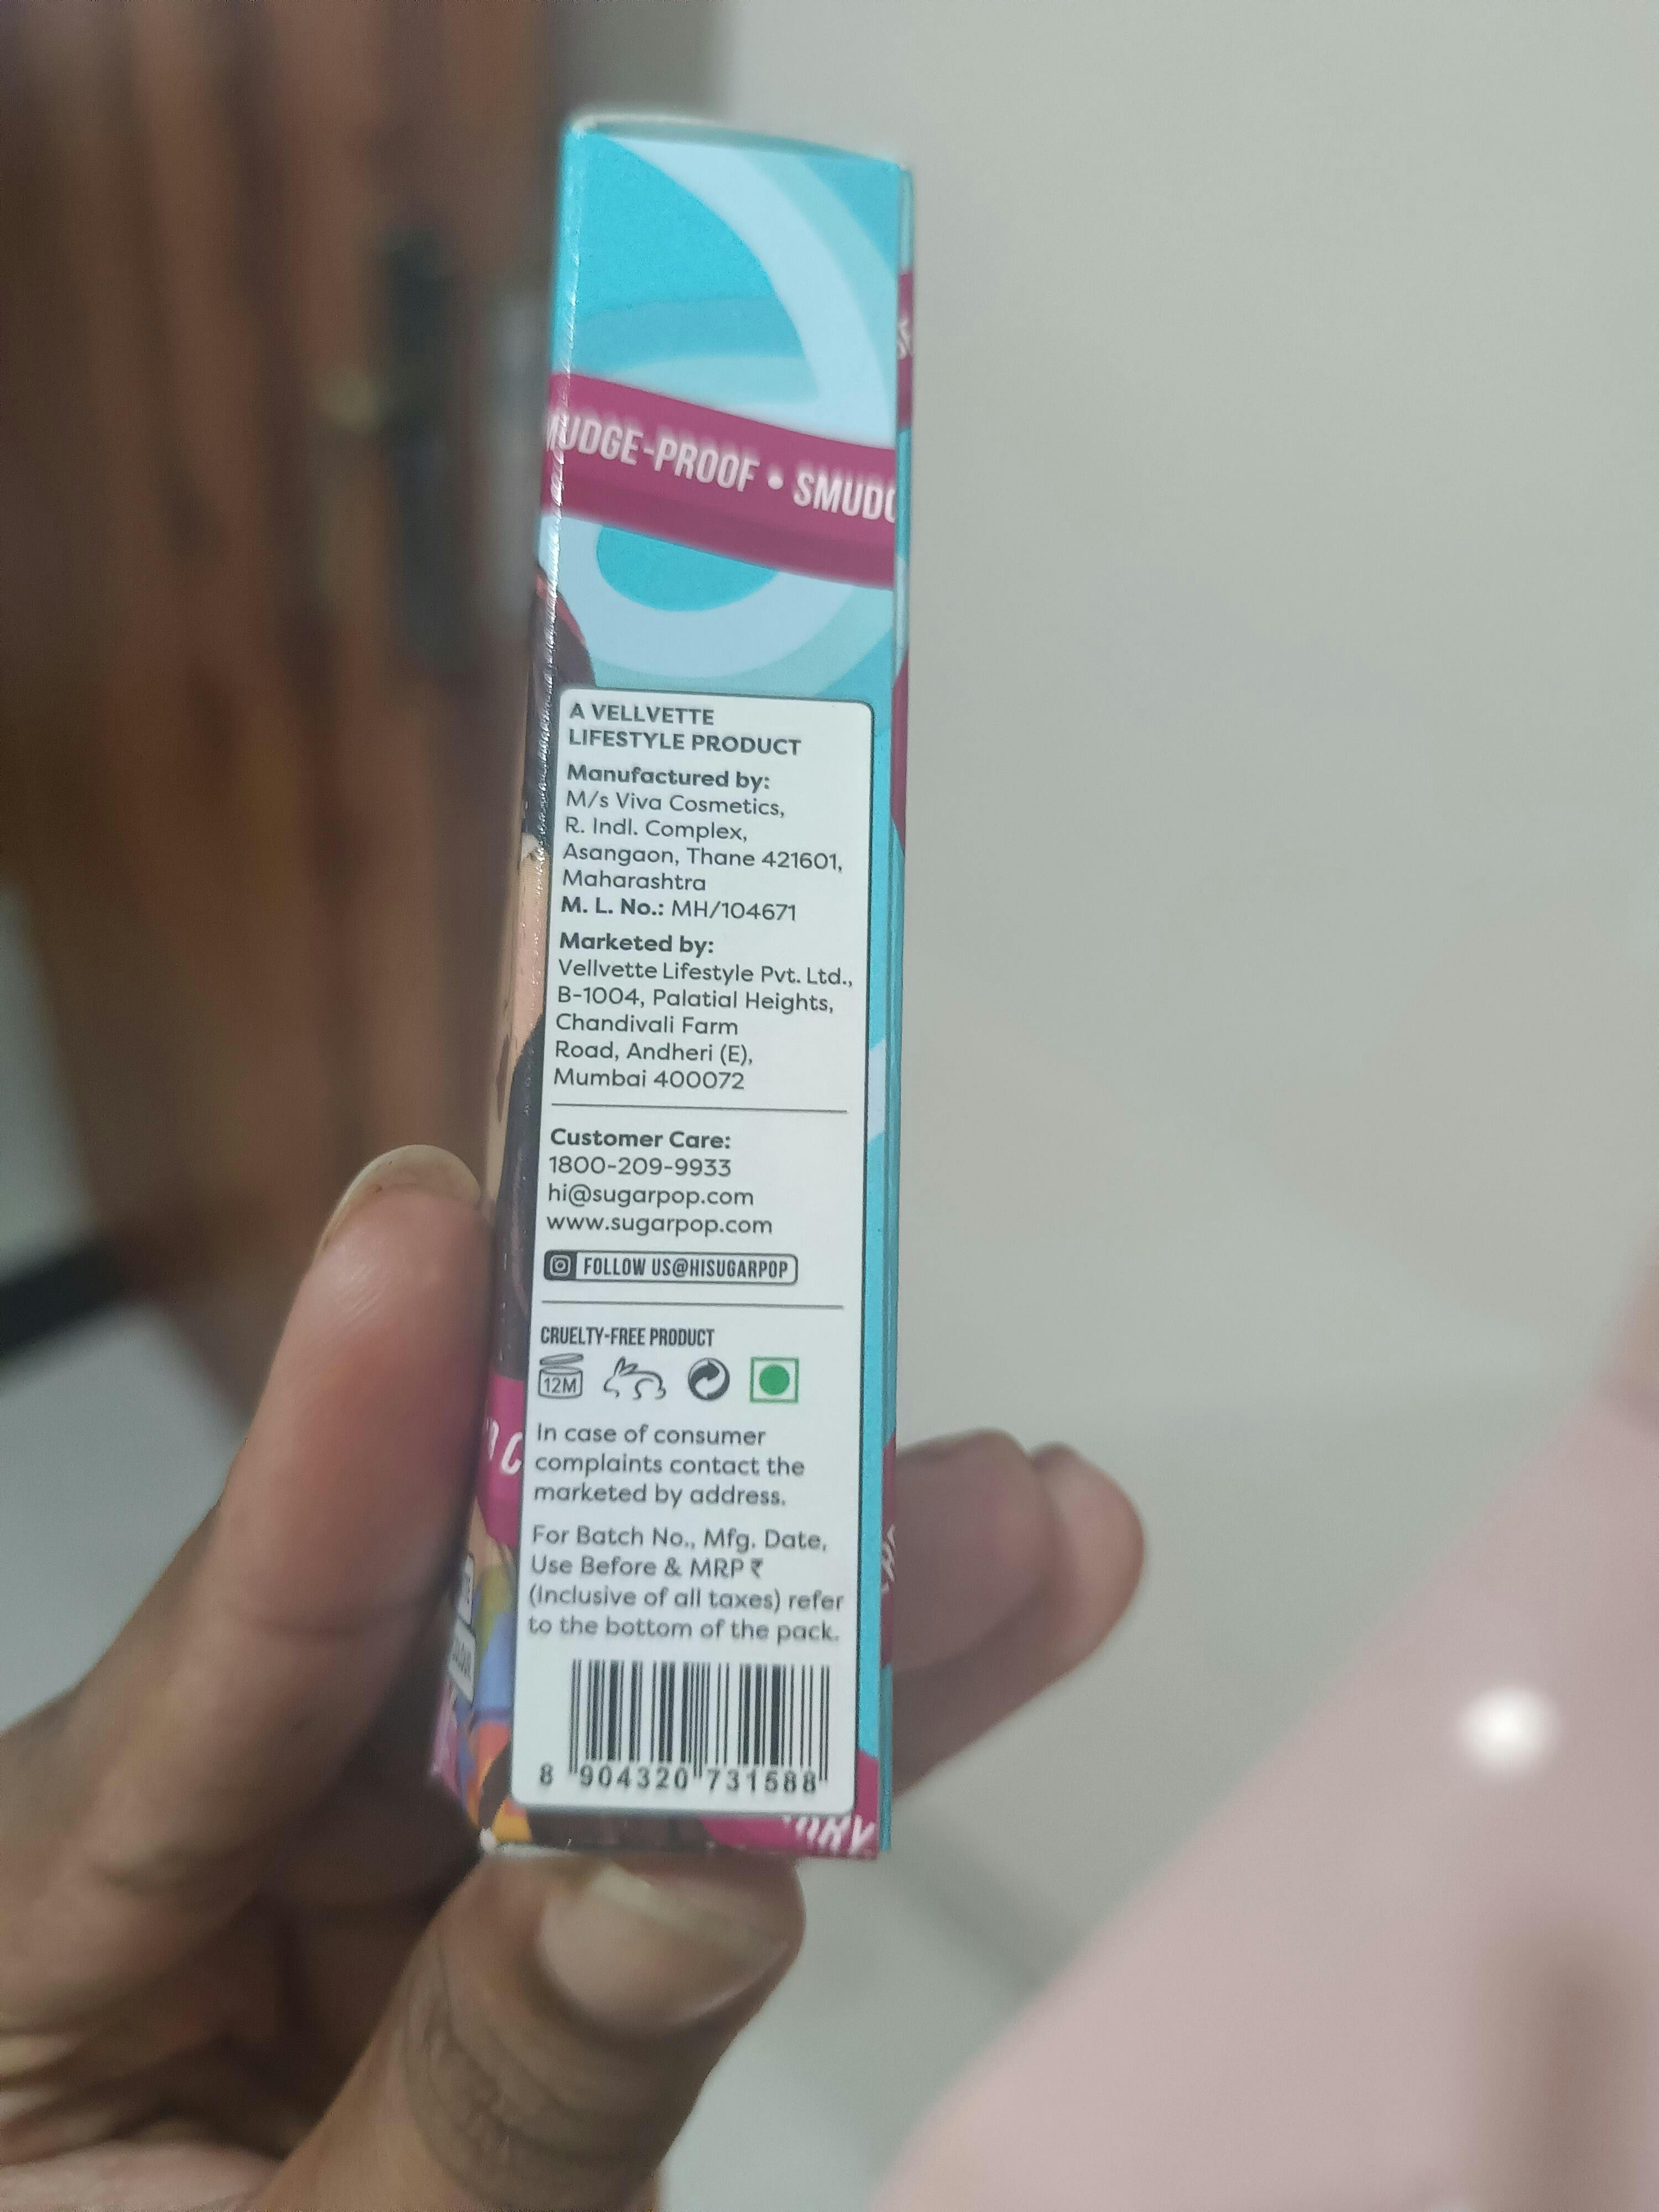 UDGE-PROOF • SMUD
A VELLVETTE
LIFESTYLE PRODUCT
Manufactured by:
M/s Viva Cosmetics,
R. Indl. Complex,
Asangaon, Thane 421601,
Maharashtra
M. L. No.: MH/104671
Marketed by:
Vellvette Lifestyle Pvt. Ltd.,
B-1004, Palatial Heights,
Chandivali Farm
Road, Andheri (E),
Mumbai 400072
Customer Care:
1800-209-9933
hi@sugarpop.com
www.sugarpop.com
FOLLOW US@HISUGARPOP
CRUELTY-FREE PRODUCT
12M
In case of consumer
complaints contact the
marketed by address.
For Batch No., Mfg. Date,
Use Before & MRP ₹
(Inclusive of all taxes) refer
to the bottom of the pack.
8 904320 731588